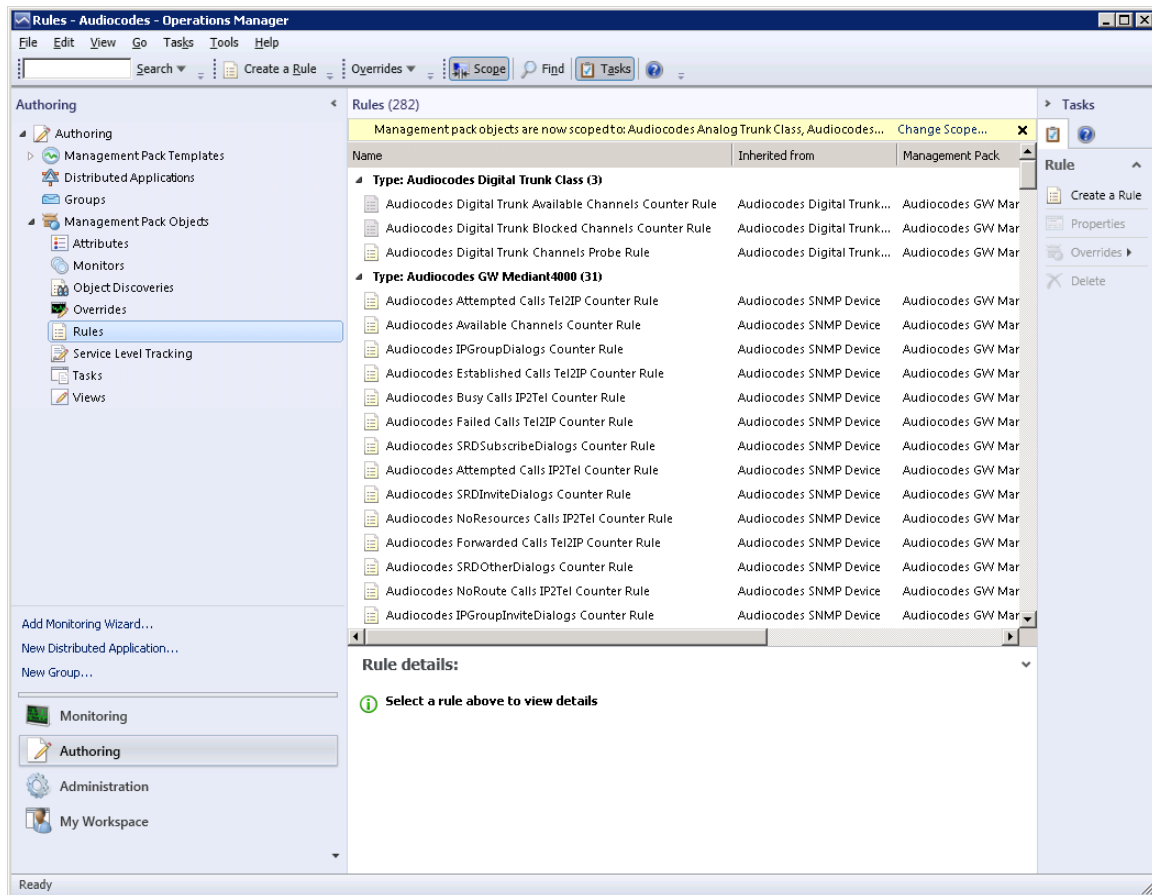 Rules - Audiocodes - Operations Manager
File Edit View Go Tasks Tools Help
Search Create a Rule Overrides Scope Find Tasks
Authoring
Authoring
Management Pack Templates
Distributed Applications
Groups
Management Pack Objects
Attributes
Monitors
Object Discoveries
Overrides
Rules
Service Level Tracking
Tasks
Views
Add Monitoring Wizard...
New Distributed Application...
New Group...
Monitoring
Authoring
Administration
My Workspace
Rules (282)
Management pack objects are now scoped to: Audiocodes Analog Trunk Class, Audiocodes... Change Scope...
Name Inherited from Management Pack
Type: Audiocodes Digital Trunk Class (3)
Audiocodes Digital Trunk Available Channels Counter Rule Audiocodes Digital Trunk... Audiocodes GW Mar
Audiocodes Digital Trunk Blocked Channels Counter Rule Audiocodes Digital Trunk... Audiocodes GW Mar
Audiocodes Digital Trunk Channels Probe Rule Audiocodes Digital Trunk... Audiocodes GW Mar
Type: Audiocodes GW Mediant4000 (31)
Audiocodes Attempted Calls Tel2IP Counter Rule Audiocodes SNMP Device Audiocodes GW Mar
Audiocodes Available Channels Counter Rule Audiocodes SNMP Device Audiocodes GW Mar
Audiocodes IPGroupDialogs Counter Rule Audiocodes SNMP Device Audiocodes GW Mar
Audiocodes Established Calls Tel2IP Counter Rule Audiocodes SNMP Device Audiocodes GW Mar
Audiocodes Busy Calls IP2Tel Counter Rule Audiocodes SNMP Device Audiocodes GW Mar
Audiocodes Failed Calls Tel2IP Counter Rule Audiocodes SNMP Device Audiocodes GW Mar
Audiocodes SRDSubscribeDialogs Counter Rule Audiocodes SNMP Device Audiocodes GW Mar
Audiocodes Attempted Calls IP2Tel Counter Rule Audiocodes SNMP Device Audiocodes GW Mar
Audiocodes SRDInviteDialogs Counter Rule Audiocodes SNMP Device Audiocodes GW Mar
Audiocodes NoResources Calls IP2Tel Counter Rule Audiocodes SNMP Device Audiocodes GW Mar
Audiocodes Forwarded Calls Tel2IP Counter Rule Audiocodes SNMP Device Audiocodes GW Mar
Audiocodes SRDOtherDialogs Counter Rule Audiocodes SNMP Device Audiocodes GW Mar
Audiocodes NoRoute Calls IP2Tel Counter Rule Audiocodes SNMP Device Audiocodes GW Mar
Audiocodes IPGroupInviteDialogs Counter Rule Audiocodes SNMP Device Audiocodes GW Mar
Rule details:
Select a rule above to view details
Tasks
Rule
Create a Rule
Properties
Overrides
Delete
Ready